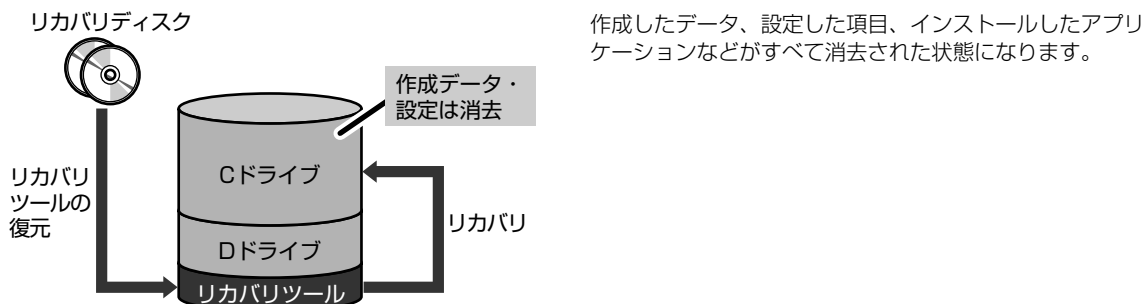 リカバリディスク
作成データ・
設定は消去
Cドライブ
リカバリ
ツールの
復元
リカバリ
Dドライブ
リカバリツール
作成したデータ、設定した項目、インストールしたアプリ
ケーションなどがすべて消去された状態になります。